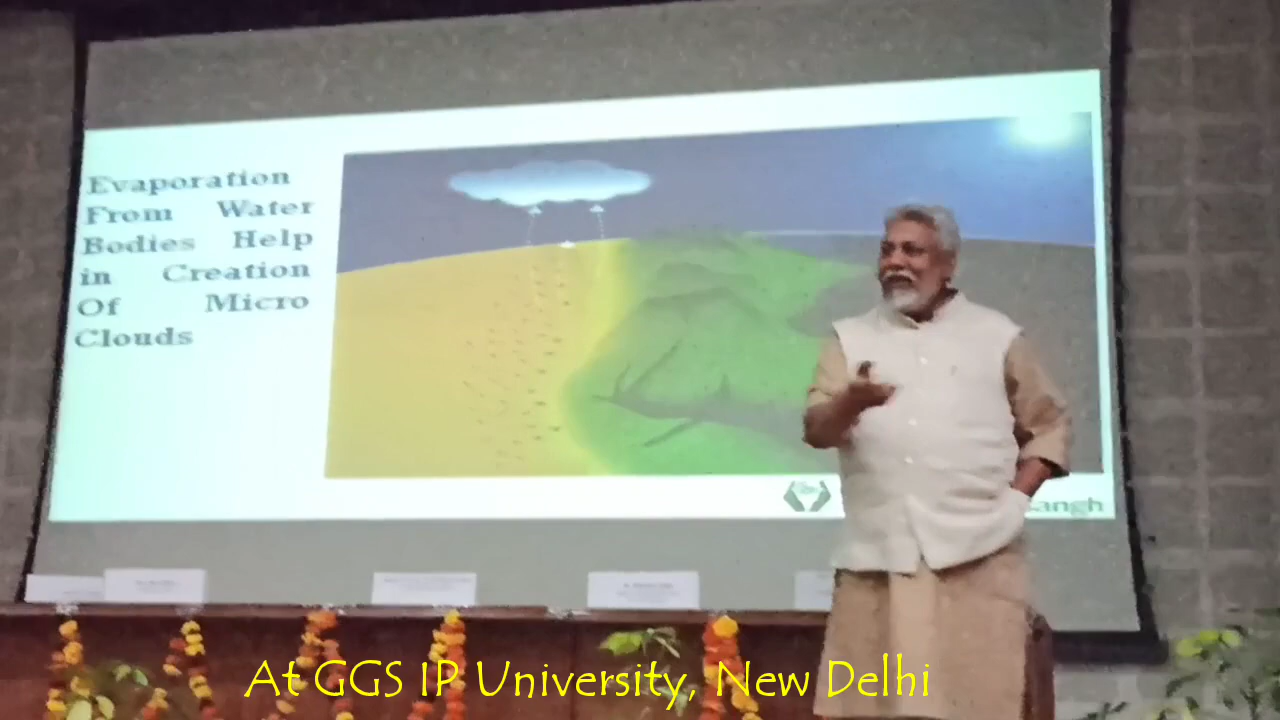 Evaporation
From Water
Bodies Help
in Creation
Of Micro
Clouds
At GGS IP University, New Delhi